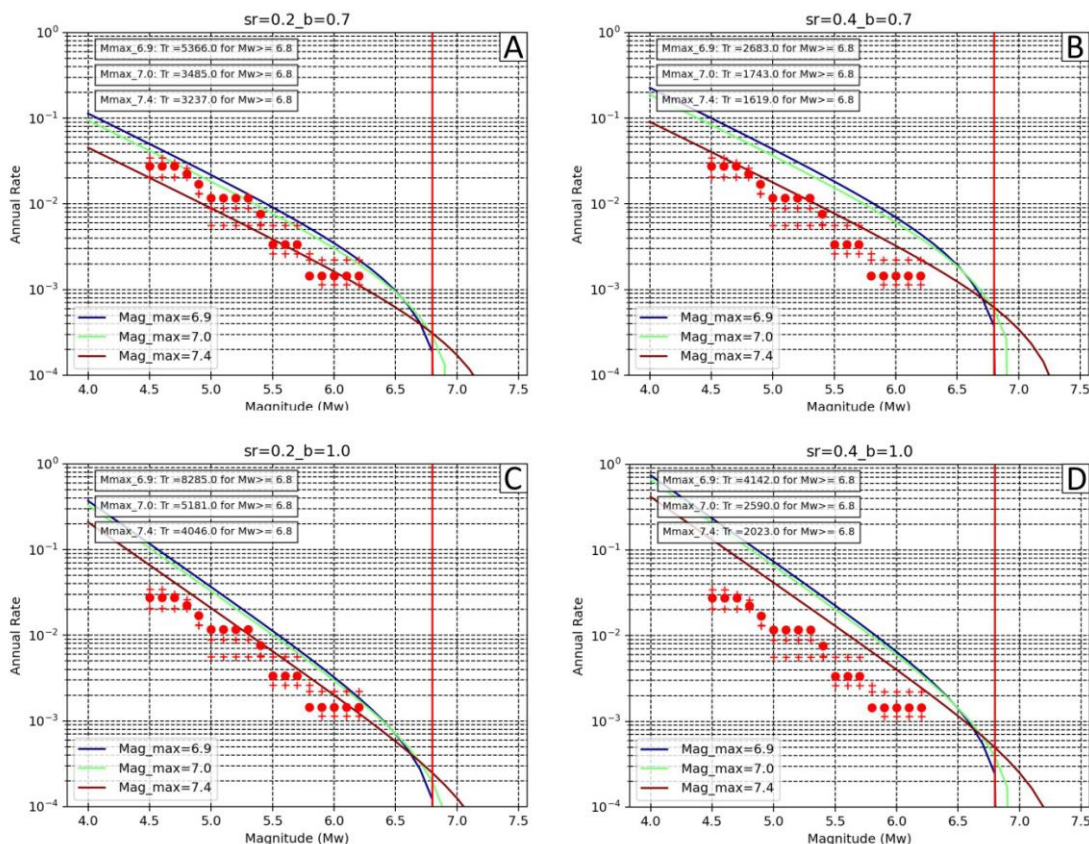 sr=0.2_b=0.7
A
10^0
10^-1
10^-2
10^-3
10^-4
Annual Rate
Mmax_6.9: Tr =5366.0 for Mw>= 6.8
Mmax_7.0: Tr =3485.0 for Mw>= 6.8
Mmax_7.4: Tr =3237.0 for Mw>= 6.8
Mag_max=6.9
Mag_max=7.0
Mag_max=7.4
4.0 4.5 5.0 5.5 6.0 6.5 7.0 7.5
Magnitude (Mw)
sr=0.4_b=0.7
B
10^0
10^-1
10^-2
10^-3
10^-4
Annual Rate
Mmax_6.9: Tr =2683.0 for Mw>= 6.8
Mmax_7.0: Tr =1743.0 for Mw>= 6.8
Mmax_7.4: Tr =1619.0 for Mw>= 6.8
Mag_max=6.9
Mag_max=7.0
Mag_max=7.4
4.0 4.5 5.0 5.5 6.0 6.5 7.0 7.5
Magnitude (Mw)
sr=0.2_b=1.0
C
10^0
10^-1
10^-2
10^-3
10^-4
Annual Rate
Mmax_6.9: Tr =8285.0 for Mw>= 6.8
Mmax_7.0: Tr =5181.0 for Mw>= 6.8
Mmax_7.4: Tr =4046.0 for Mw>= 6.8
Mag_max=6.9
Mag_max=7.0
Mag_max=7.4
4.0 4.5 5.0 5.5 6.0 6.5 7.0 7.5
Magnitude (Mw)
sr=0.4_b=1.0
D
10^0
10^-1
10^-2
10^-3
10^-4
Annual Rate
Mmax_6.9: Tr =4142.0 for Mw>= 6.8
Mmax_7.0: Tr =2590.0 for Mw>= 6.8
Mmax_7.4: Tr =2023.0 for Mw>= 6.8
Mag_max=6.9
Mag_max=7.0
Mag_max=7.4
4.0 4.5 5.0 5.5 6.0 6.5 7.0 7.5
Magnitude (Mw)